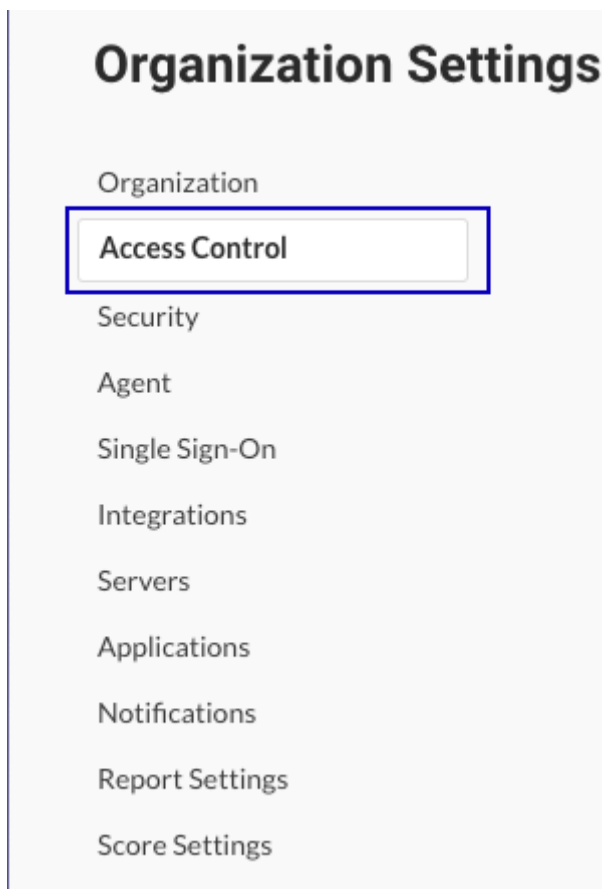 Organization Settings
Organization
Access Control
Security
Agent
Single Sign-On
Integrations
Servers
Applications
Notifications
Report Settings
Score Settings